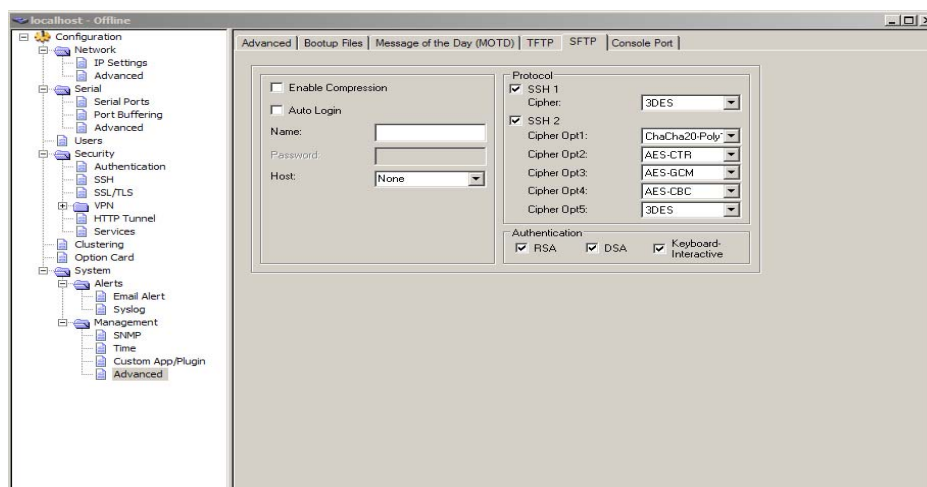 localhost - Offline
Configuration
Network
IP Settings
Advanced
Serial
Serial Ports
Port Buffering
Advanced
Users
Security
Authentication
SSH
SSL/TLS
VPN
HTTP Tunnel
Services
Clustering
Option Card
System
Alerts
Email Alert
Syslog
Management
SNMP
Time
Custom App/Plugin
Advanced
Advanced Bootup Files Message of the Day (MOTD) TFTP SFTP Console Port
Enable Compression
Auto Login
Name:
Password:
Host: None
Protocol
SSH 1
Cipher: 3DES
SSH 2
Cipher Opt1: ChaCha20-Poly
Cipher Opt2: AES-CTR
Cipher Opt3: AES-GCM
Cipher Opt4: AES-CBC
Cipher Opt5: 3DES
Authentication
RSA DSA Keyboard-
Interactive